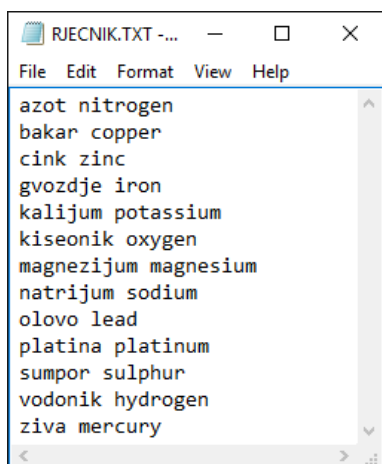 RJECNIK.TXT -...
File Edit Format View Help
azot nitrogen
bakar copper
cink zinc
gvozdje iron
kalijum potassium
kiseonik oxygen
magnezijum magnesium
natrijum sodium
olovo lead
platina platinum
sumpor sulphur
vodonik hydrogen
ziva mercury